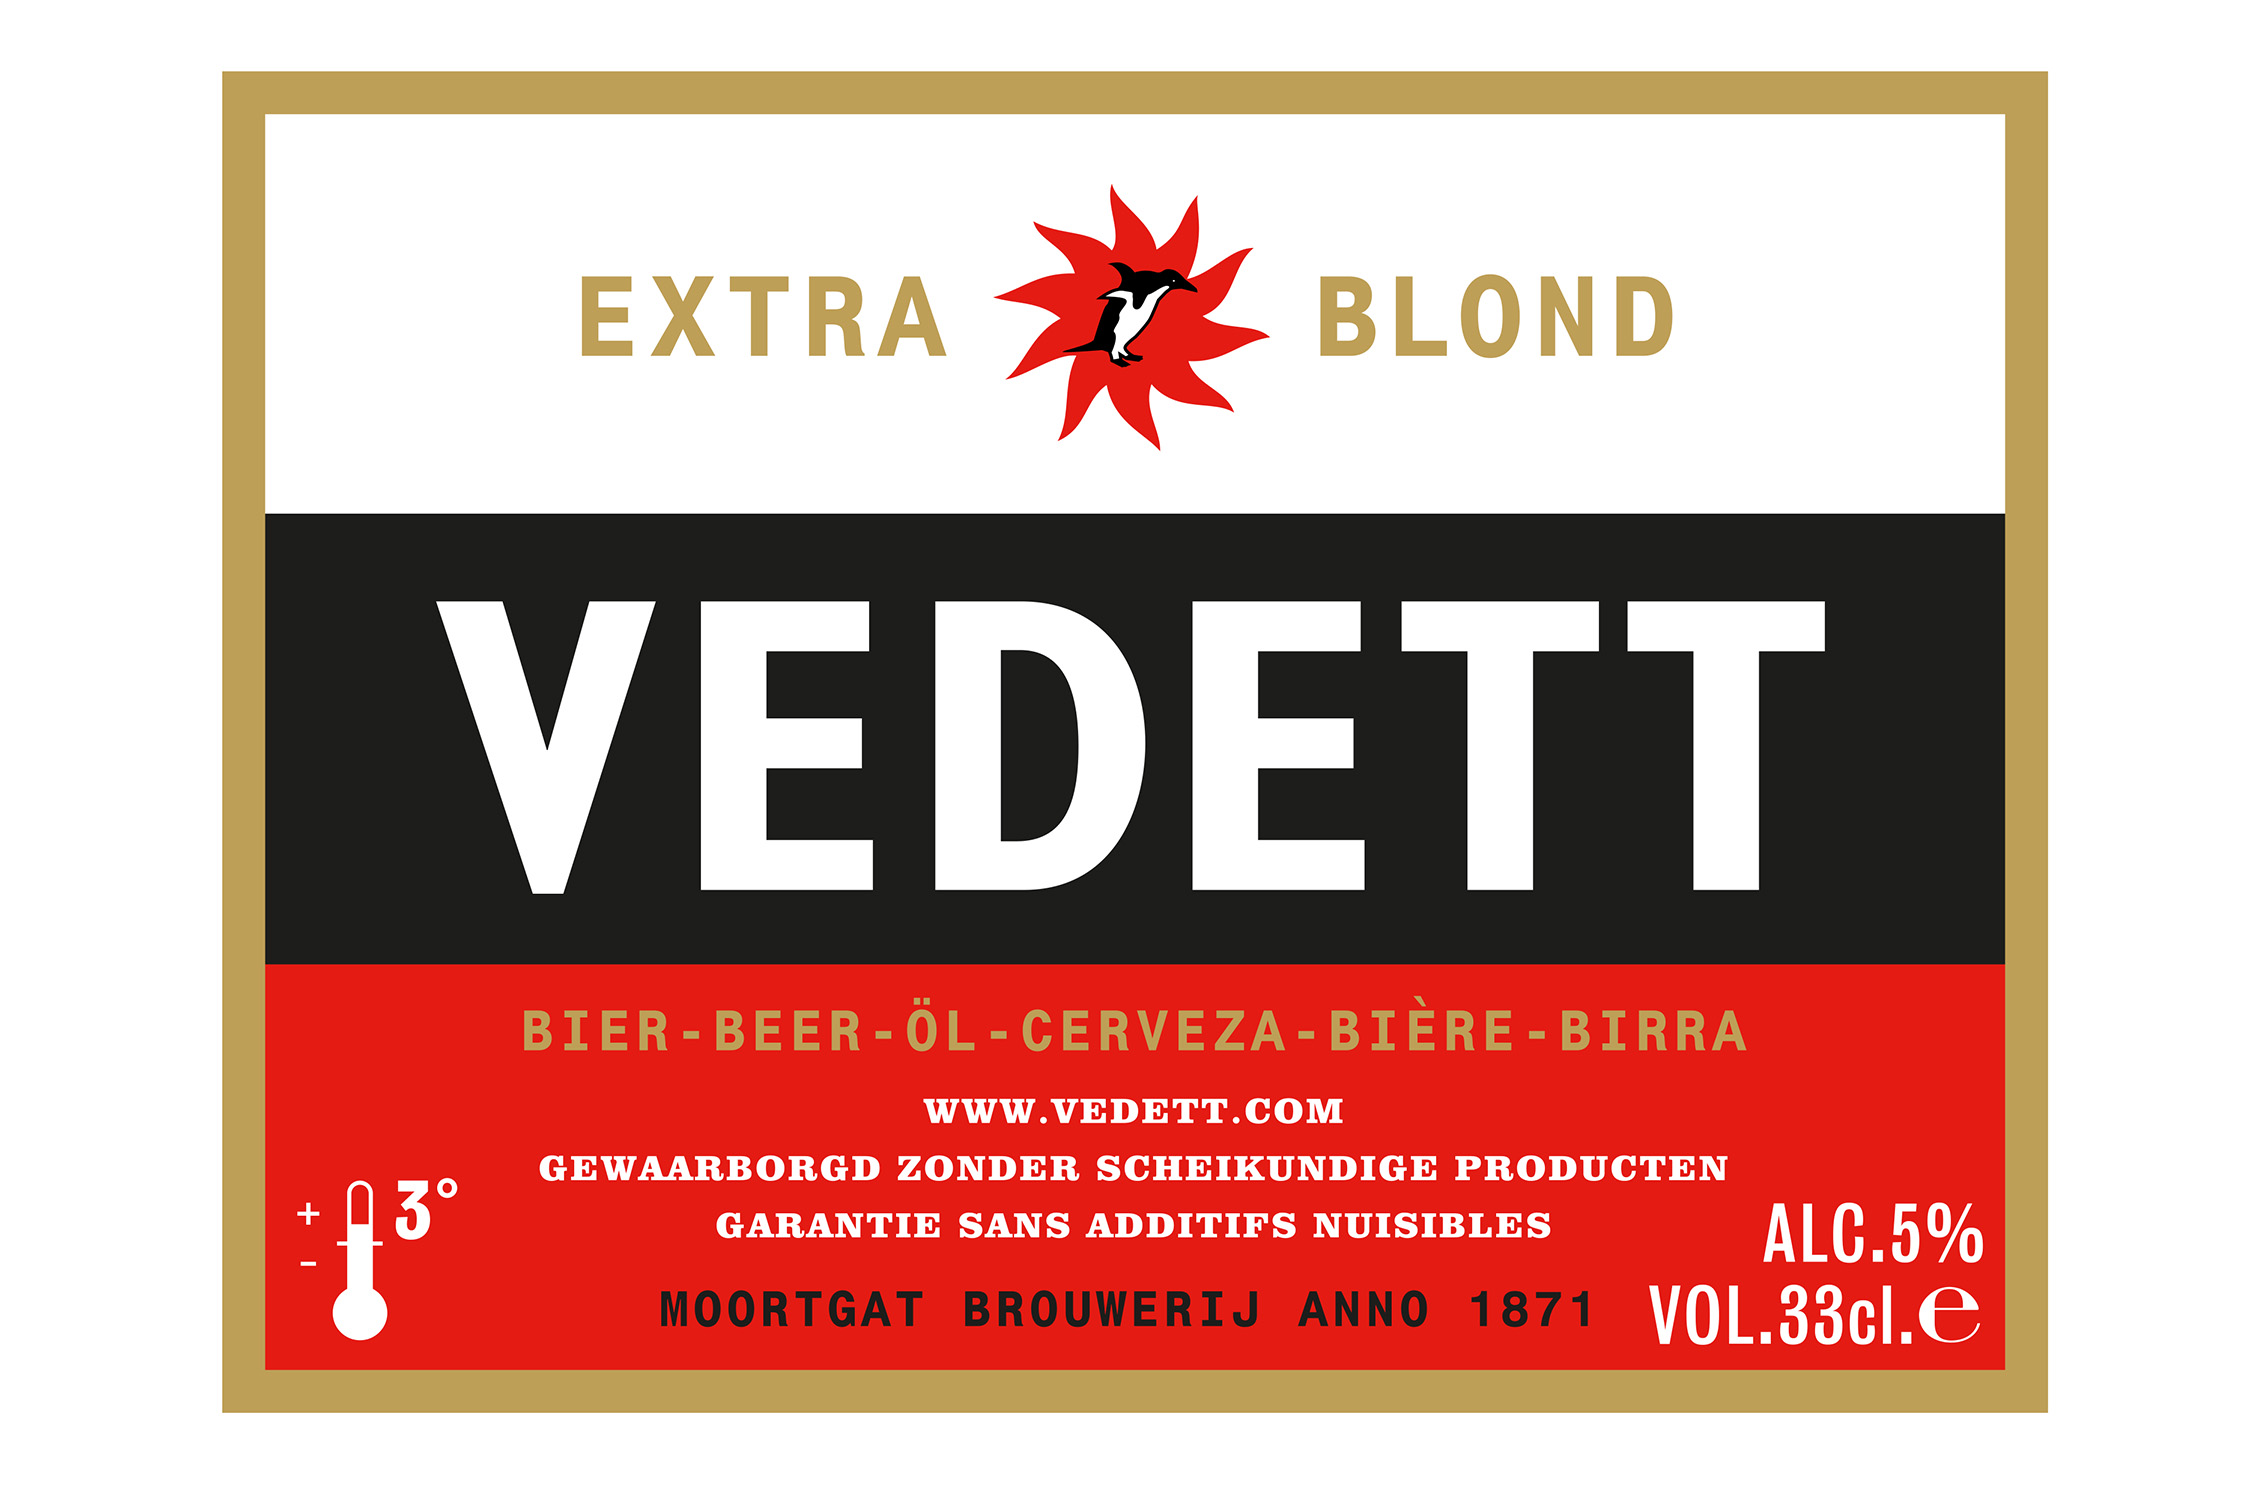 EXTRA BLOND
VEDETT
BIER-BEER-ÖL-CERVEZA-BIÈRE-BIRRA
WWW.VEDETT.COM
GEWAARBORGD ZONDER SCHEIKUNDIGE PRODUCTEN
GARANTIE SANS ADDITIFS NUISIBLES
+
-
3°
MOORTGAT BROUWERIJ ANNO 1871
ALC.5%
VOL.33cl.e